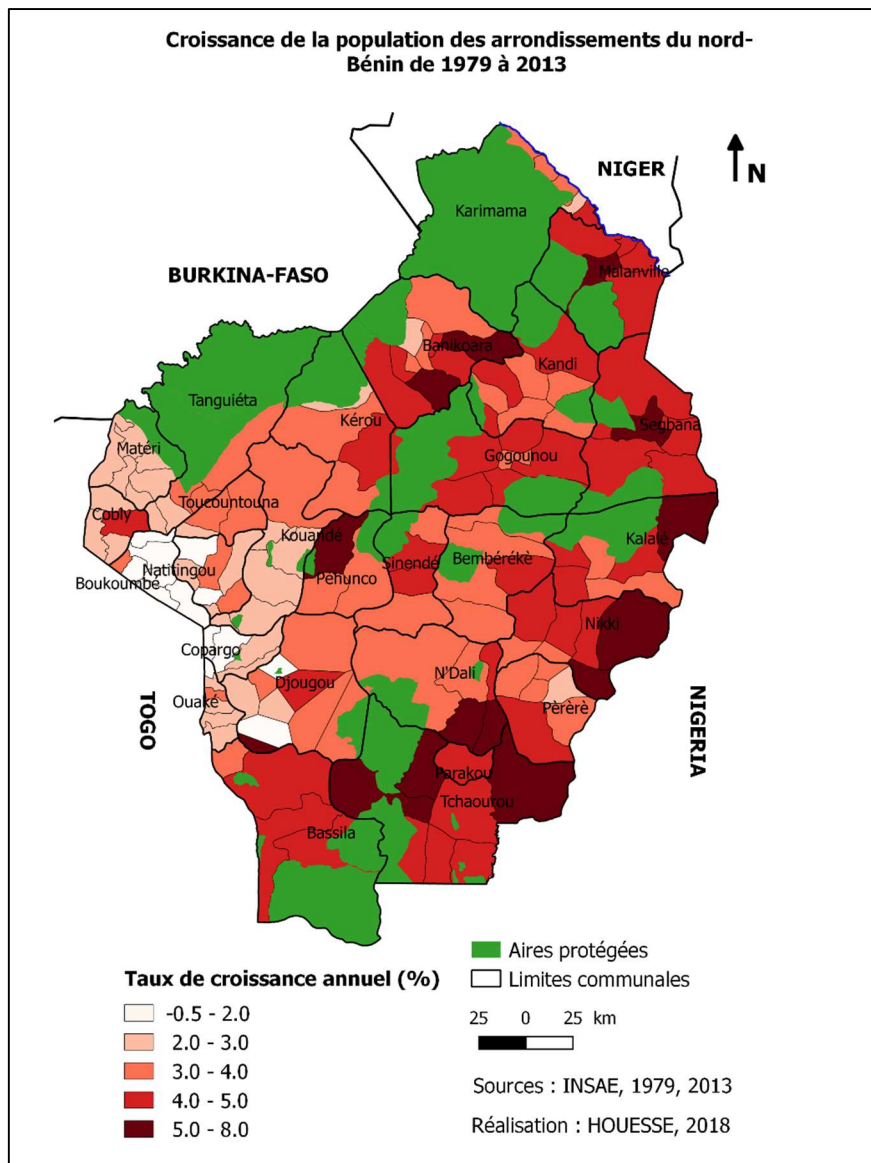 Croissance de la population des arrondissements du nord-
Bénin de 1979 à 2013
NIGER
N
Karimama
BURKINA-FASO
Malanville
Banikoara
Kandi
Tanguiéta
Kérou
Segbana
Matéri
Gogounou
Toucountouna
Cobly
Kouandé
Kalalé
Natitingou
Sinendé
Bembérékè
Boukoumbé
Pehunco
Nikki
Copargo
N'Dali
Djougou
Ouaké
Pèrèrè
TOGO
NIGERIA
Parakou
Tchaourou
Bassila
Aires protégées
Limites communales
Taux de croissance annuel (%)
-0.5 - 2.0
2.0 - 3.0
3.0 - 4.0
4.0 - 5.0
5.0 - 8.0
25 0 25 km
Sources : INSAE, 1979, 2013
Réalisation : HOUESSE, 2018